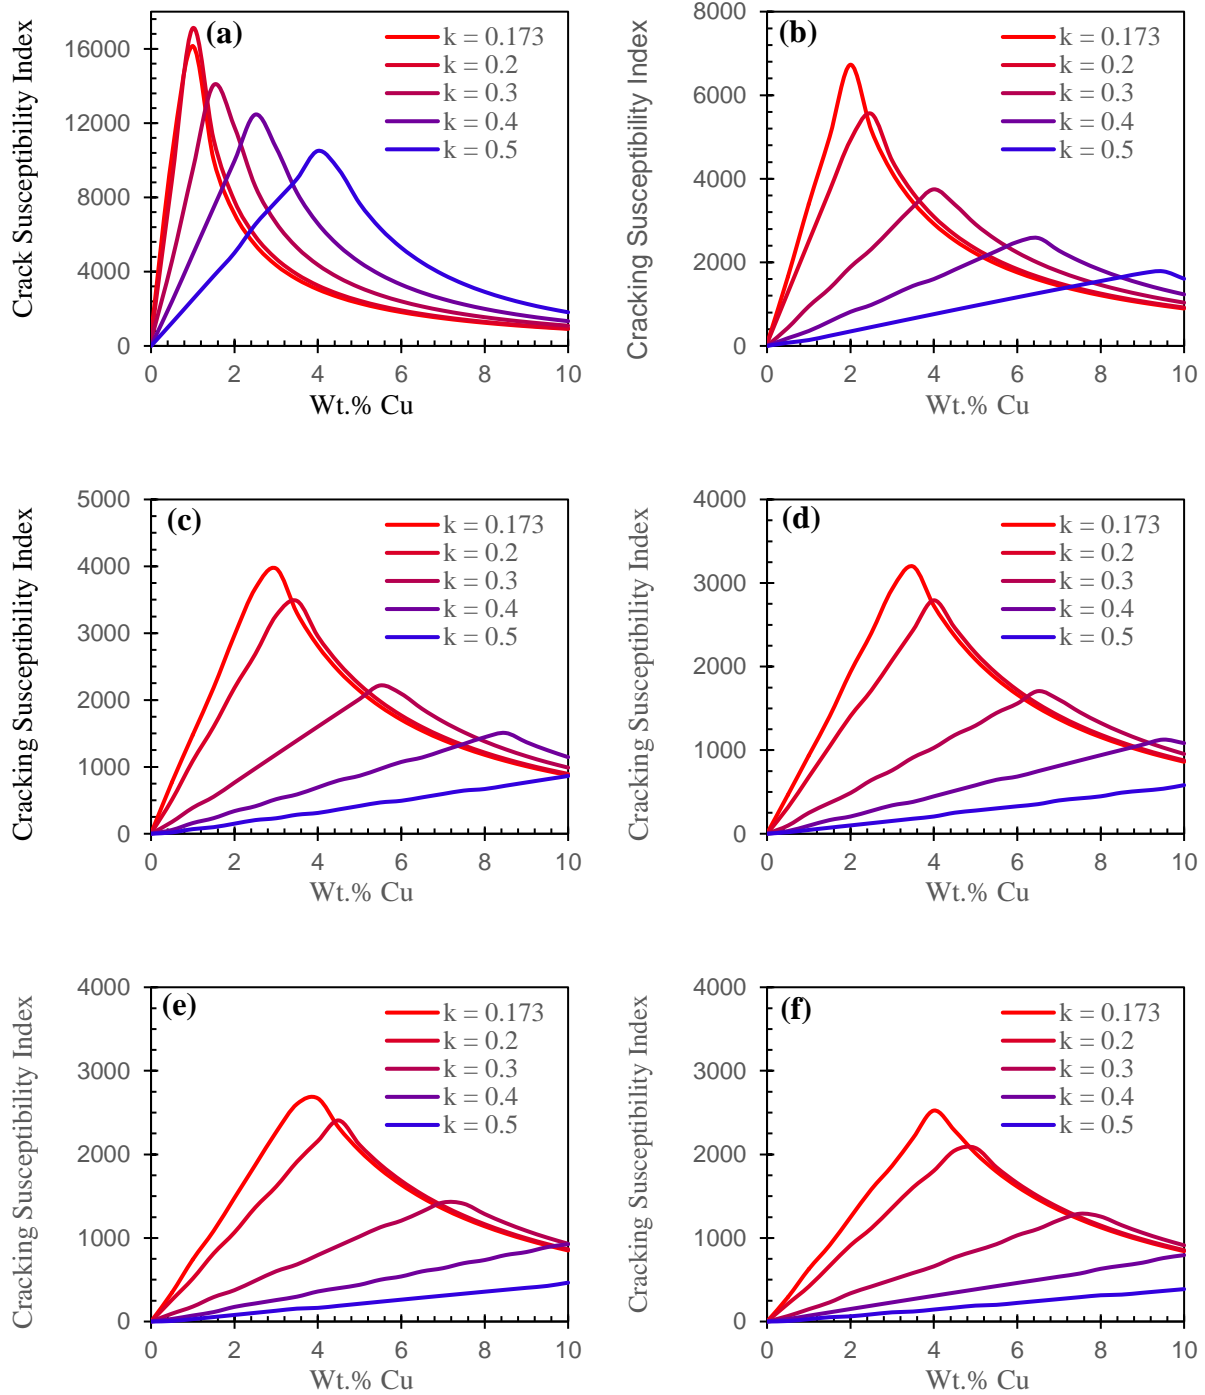 (a)
Crack Susceptibility Index
16000
12000
8000
4000
0
k = 0.173
k = 0.2
k = 0.3
k = 0.4
k = 0.5
0 2 4 6 8 10
Wt.% Cu
(b)
Cracking Susceptibility Index
8000
6000
4000
2000
0
k = 0.173
k = 0.2
k = 0.3
k = 0.4
k = 0.5
0 2 4 6 8 10
Wt.% Cu
(c)
Cracking Susceptibility Index
5000
4000
3000
2000
1000
0
k = 0.173
k = 0.2
k = 0.3
k = 0.4
k = 0.5
0 2 4 6 8 10
Wt.% Cu
(d)
Cracking Susceptibility Index
4000
3000
2000
1000
0
k = 0.173
k = 0.2
k = 0.3
k = 0.4
k = 0.5
0 2 4 6 8 10
Wt.% Cu
(e)
Cracking Susceptibility Index
4000
3000
2000
1000
0
k = 0.173
k = 0.2
k = 0.3
k = 0.4
k = 0.5
0 2 4 6 8 10
Wt.% Cu
(f)
Cracking Susceptibility Index
4000
3000
2000
1000
0
k = 0.173
k = 0.2
k = 0.3
k = 0.4
k = 0.5
0 2 4 6 8 10
Wt.% Cu